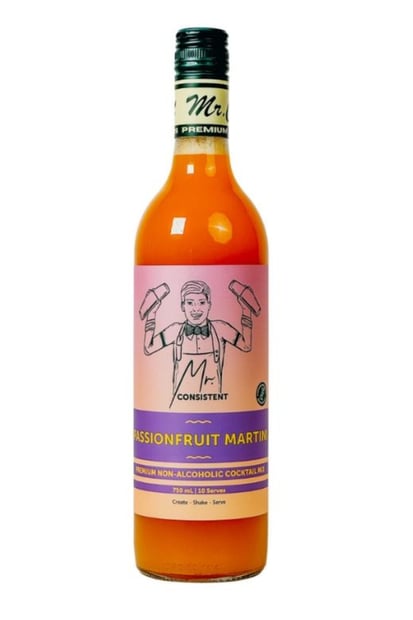 Mr.
PREMIUM
Mr.
CONSISTENT
PASSIONFRUIT MARTINI
PREMIUM NON-ALCOHOLIC COCKTAIL MIX
750 mL | 10 Serves
Create - Shake - Serve